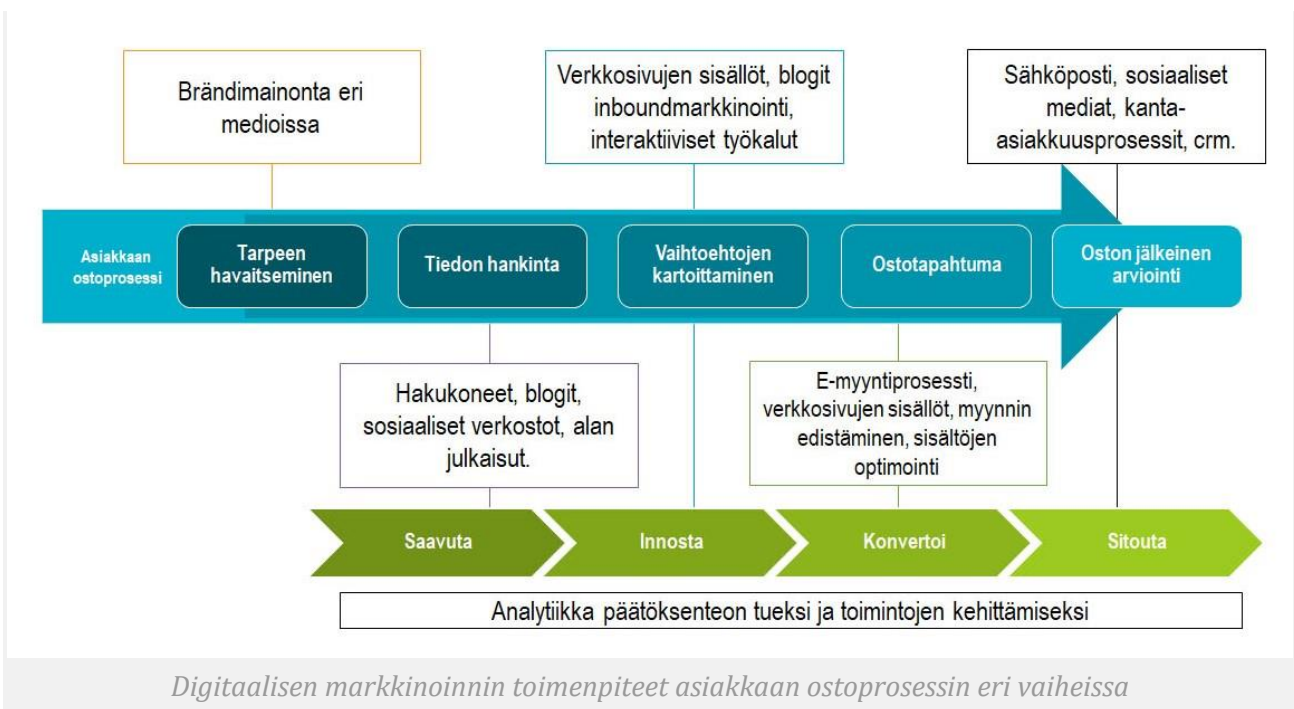 Brändimainonta eri
medioissa
Verkkosivujen sisällöt, blogit
inboundmarkkinointi,
interaktiiviset työkalut
Sähköposti, sosiaaliset
mediat, kanta-
asiakkuusprosessit, crm.
Asiakkaan
ostoprosessi
Tarpeen
havaitseminen
Tiedon hankinta
Vaihtoehtojen
kartoittaminen
Ostotapahtuma
Oston jälkeinen
arviointi
Hakukoneet, blogit,
sosiaaliset verkostot, alan
julkaisut.
E-myyntiprosessti,
verkkosivujen sisällöt, myynnin
edistäminen, sisältöjen
optimointi
Saavuta
Innosta
Konvertoi
Sitouta
Analytiikka päätöksenteon tueksi ja toimintojen kehittämiseksi
Digitaalisen markkinoinnin toimenpiteet asiakkaan ostoprosessin eri vaiheissa